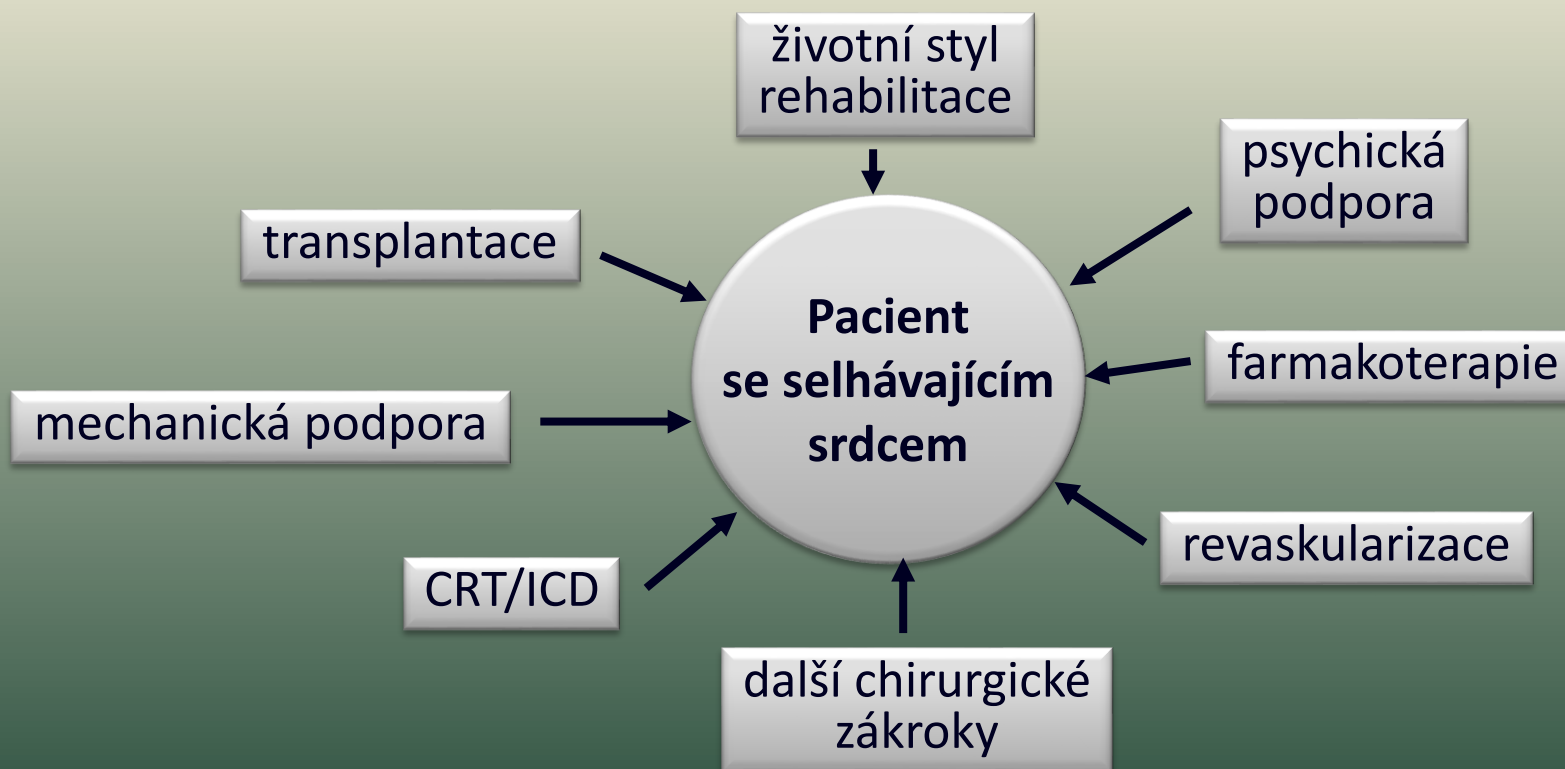 životní styl
rehabilitace
psychická
podpora
transplantace
Pacient
se selhávajícím
srdcem
farmakoterapie
mechanická podpora
revaskularizace
CRT/ICD
další chirurgické
zákroky